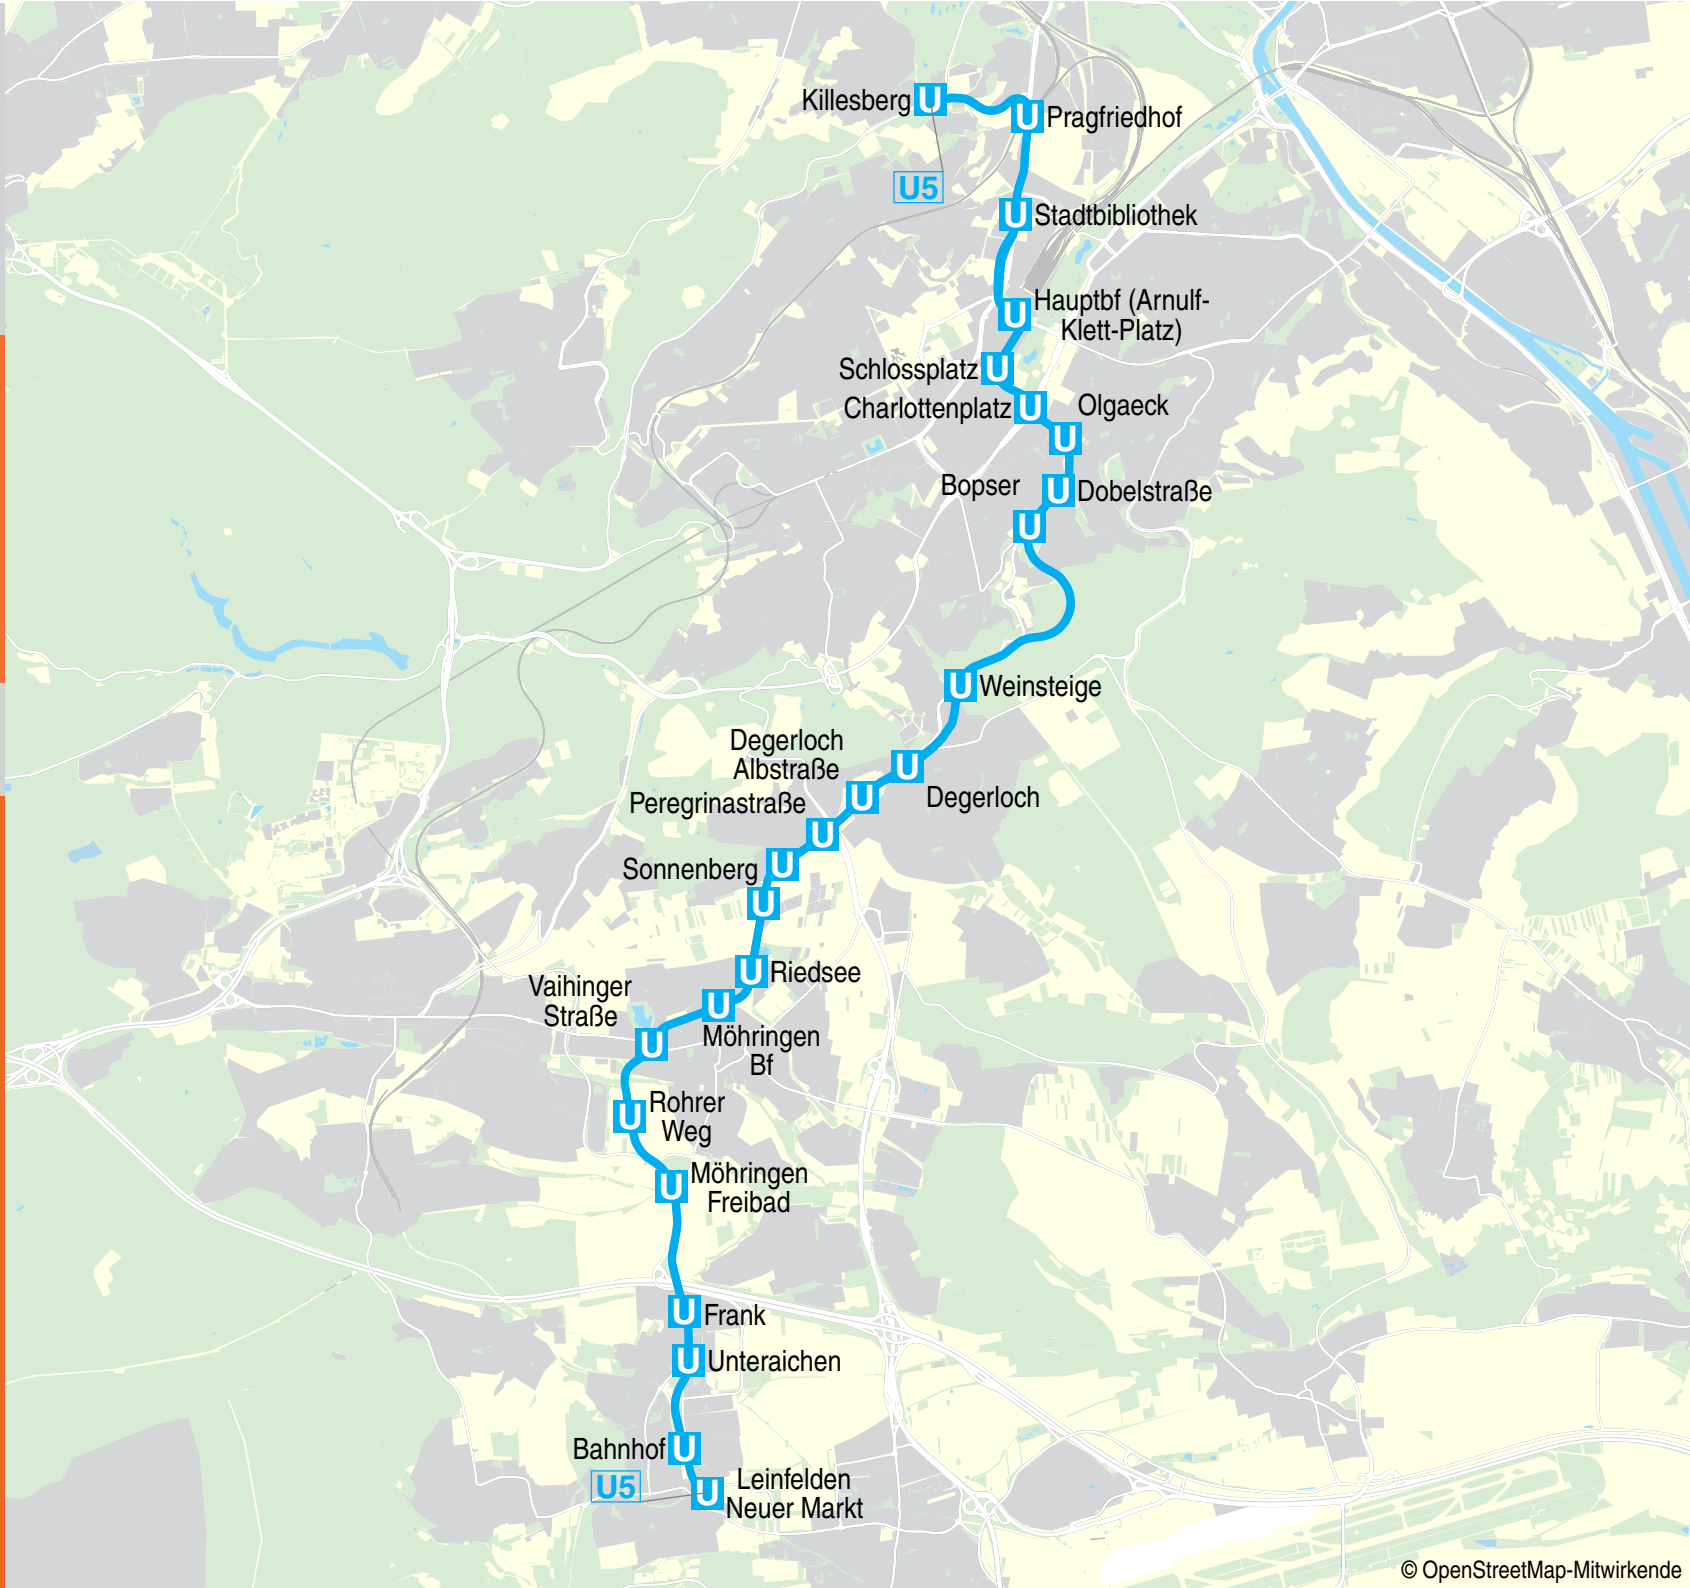 Killesberg
U
U
Pragfriedhof
U5
U
Stadtbibliothek
U
Hauptbf (Arnulf-
Klett-Platz)
Schlossplatz
U
Charlottenplatz
U
Olgaeck
U
Bopser
U
Dobelstraße
U
U
Weinsteige
Degerloch
Albstraße
U
Degerloch
Peregrinastraße
U
U
Sonnenberg
U
U
U
Riedsee
Vaihinger
Straße
U
Möhringen
Bf
U
U
Rohrer
Weg
U
Möhringen
Freibad
U
Frank
U
Unteraichen
Bahnhof
U
U5
U
Leinfelden
Neuer Markt
© OpenStreetMap-Mitwirkende